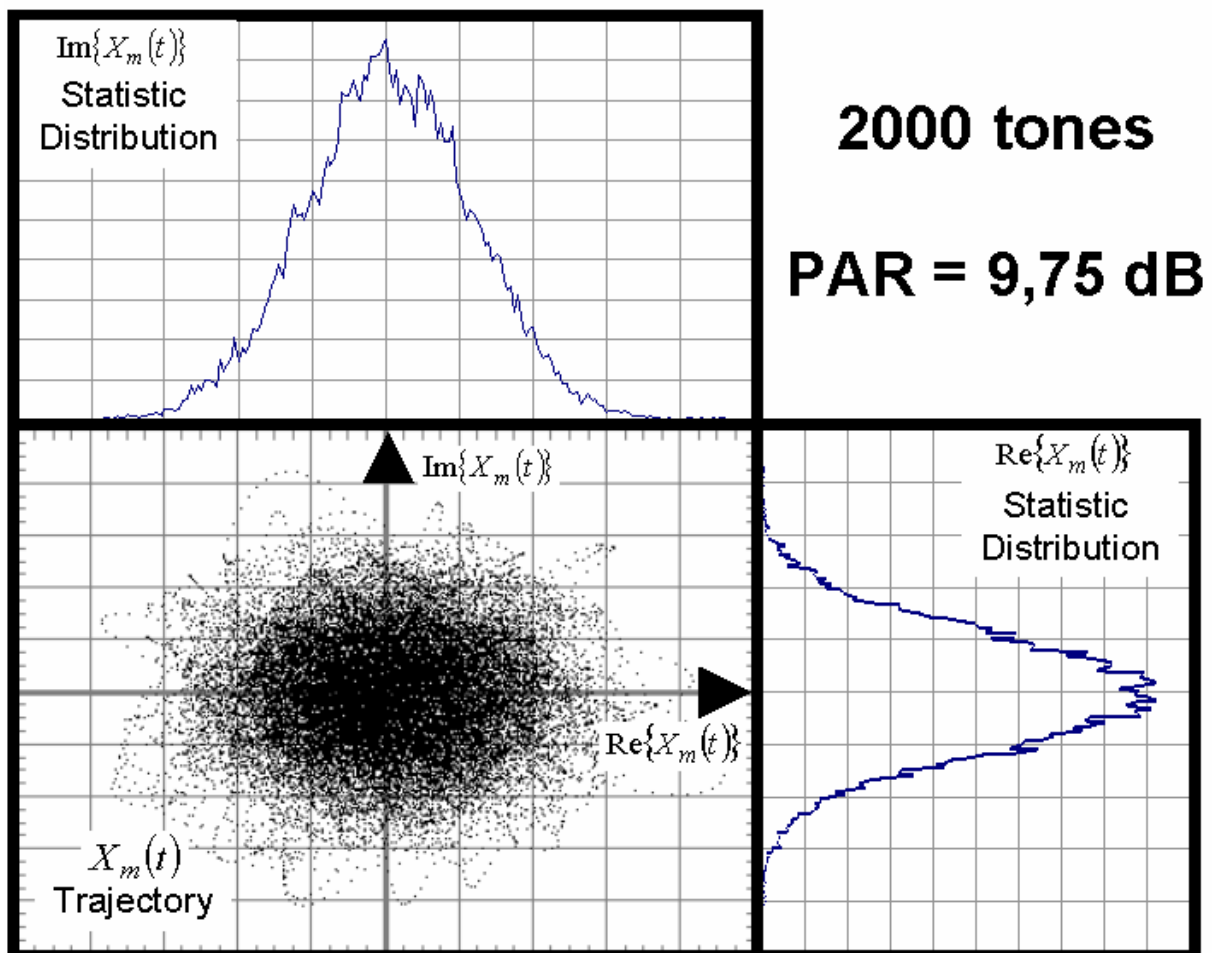 Im{X_m(t)}
Statistic
Distribution
2000 tones
PAR = 9,75 dB
Im{X_m(t)}
Re{X_m(t)}
Statistic
Distribution
Re{X_m(t)}
X_m(t)
Trajectory